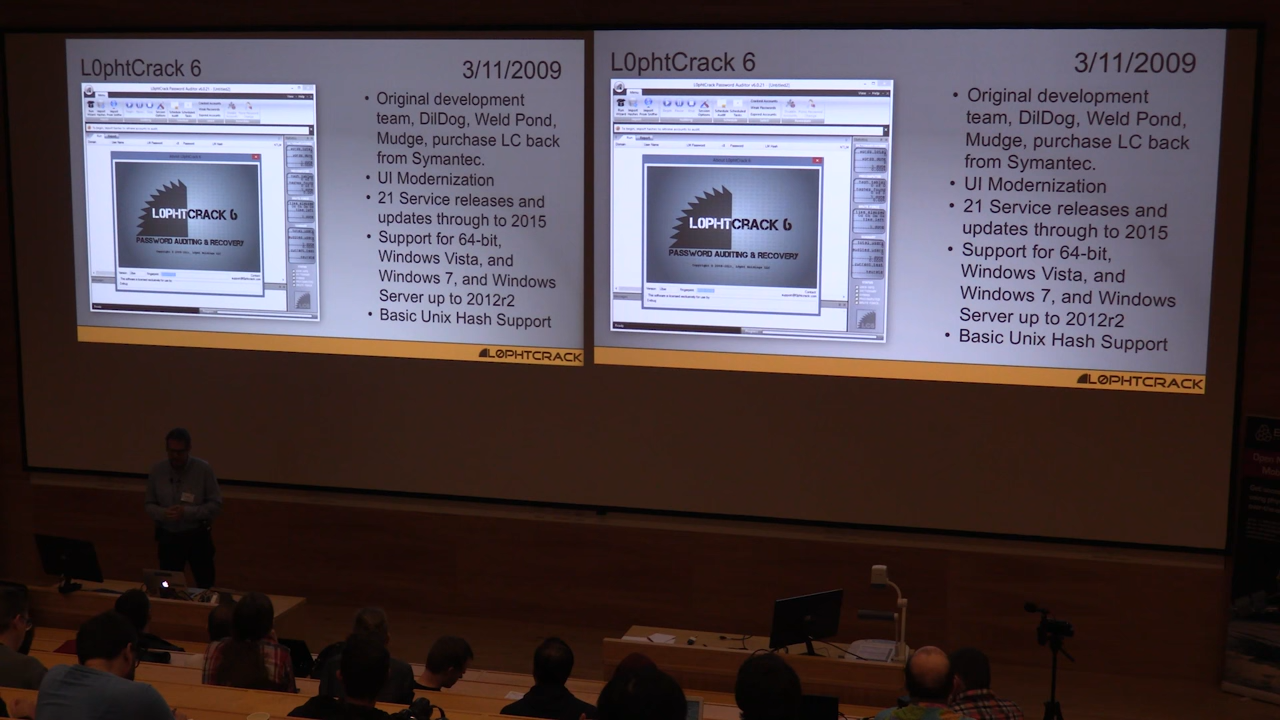 L0phtCrack 6
3/11/2009
• Original development
team, DilDog, Weld Pond,
Mudge, purchase LC back
from Symantec.
• UI Modernization
• 21 Service releases and
updates through to 2015
• Support for 64-bit,
Windows Vista, and
Windows 7, and Windows
Server up to 2012r2
• Basic Unix Hash Support
L0PHTCRACK 6
PASSWORD AUDITING & RECOVERY
L0PHTCRACK
L0phtCrack 6
3/11/2009
• Original development
team, DilDog, Weld Pond,
Mudge, purchase LC back
from Symantec.
• UI Modernization
• 21 Service releases and
updates through to 2015
• Support for 64-bit,
Windows Vista, and
Windows 7, and Windows
Server up to 2012r2
• Basic Unix Hash Support
L0PHTCRACK 6
PASSWORD AUDITING & RECOVERY
L0PHTCRACK